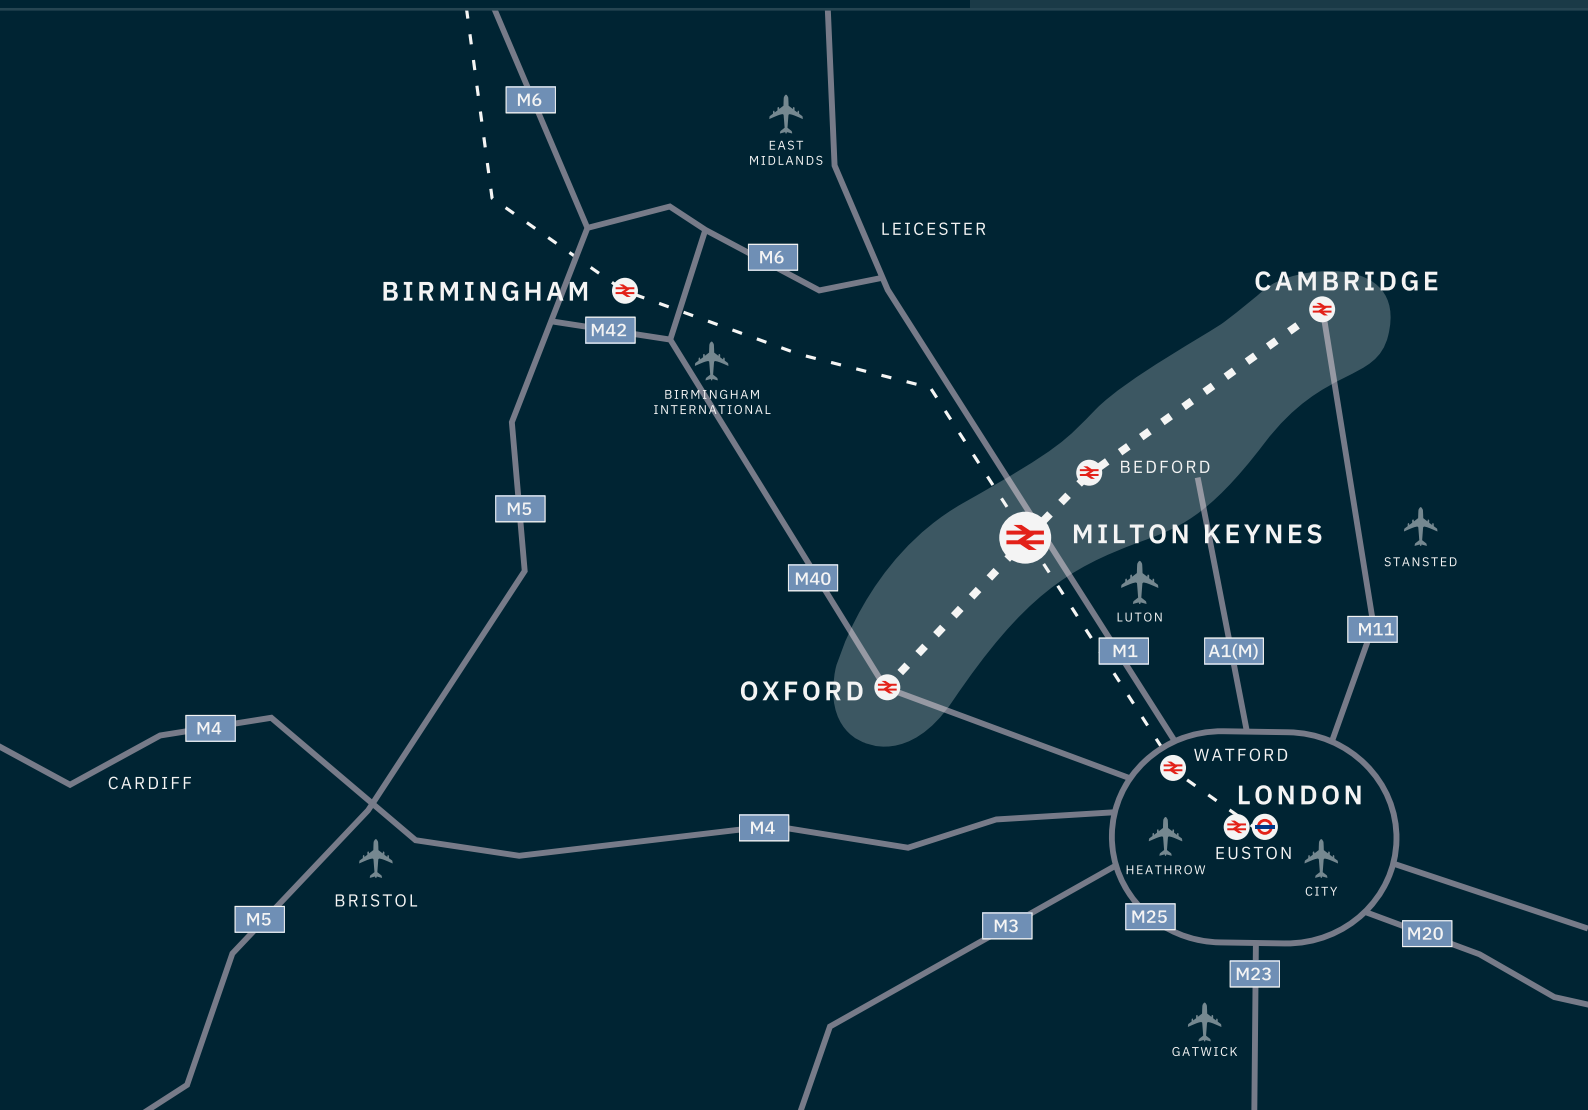 M6
EAST
MIDLANDS
LEICESTER
M6
CAMBRIDGE
BIRMINGHAM
M42
BIRMINGHAM
INTERNATIONAL
BEDFORD
M5
MILTON KEYNES
STANSTED
M40
LUTON
M11
M1
A1(M)
OXFORD
M4
WATFORD
CARDIFF
LONDON
M4
EUSTON
HEATHROW
CITY
BRISTOL
M5
M25
M3
M20
M23
GATWICK